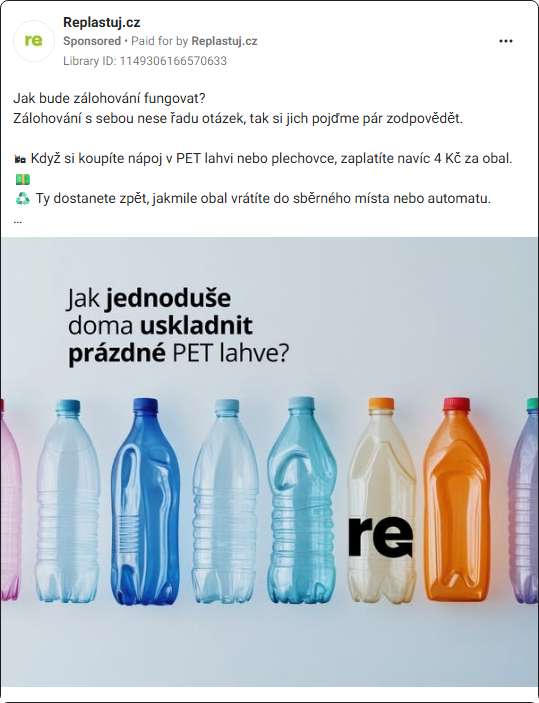 Replastuj.cz
Sponsored • Paid for by Replastuj.cz
Library ID: 1149306166570633
re
Jak bude zálohování fungovat?
Zálohování s sebou nese řadu otázek, tak si jich pojďme pár zodpovědět.
Když si koupíte nápoj v PET lahvi nebo plechovce, zaplatíte navíc 4 Kč za obal.
💵
♻️ Ty dostanete zpět, jakmile obal vrátíte do sběrného místa nebo automatu.
...
Jak jednoduše
doma uskladnit
prázdné PET lahve?
re